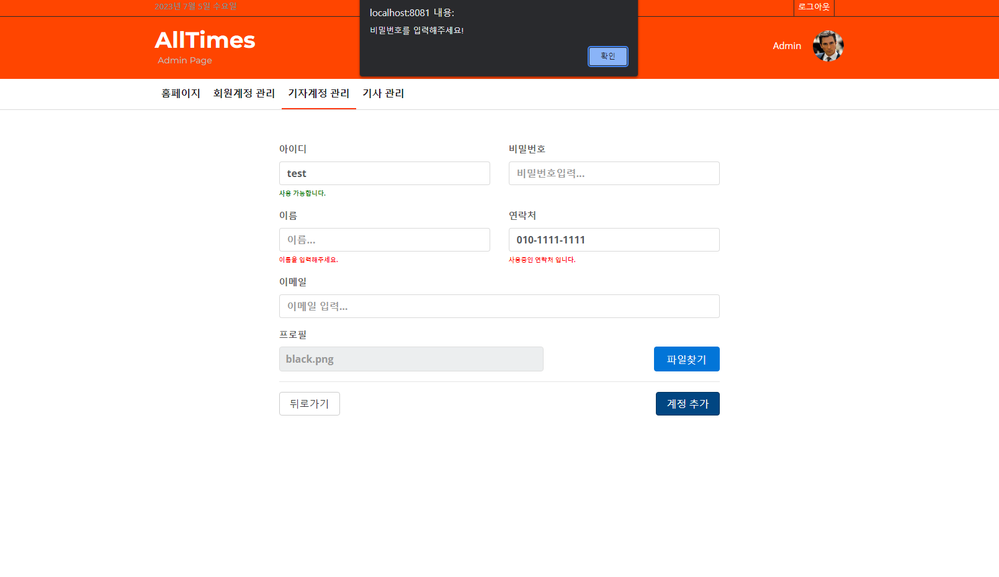 2023년 7월 5일 수요일
로그아웃
localhost:8081 내용:
비밀번호를 입력해주세요!
확인
AllTimes
Admin Page
Admin
홈페이지 회원계정 관리 기자계정 관리 기사 관리
아이디 비밀번호
test 비밀번호입력...
사용 가능합니다.
이름 연락처
이름... 010-1111-1111
이름을 입력해주세요. 사용중인 연락처 입니다.
이메일
이메일 입력...
프로필
black.png 파일찾기
뒤로가기 계정 추가